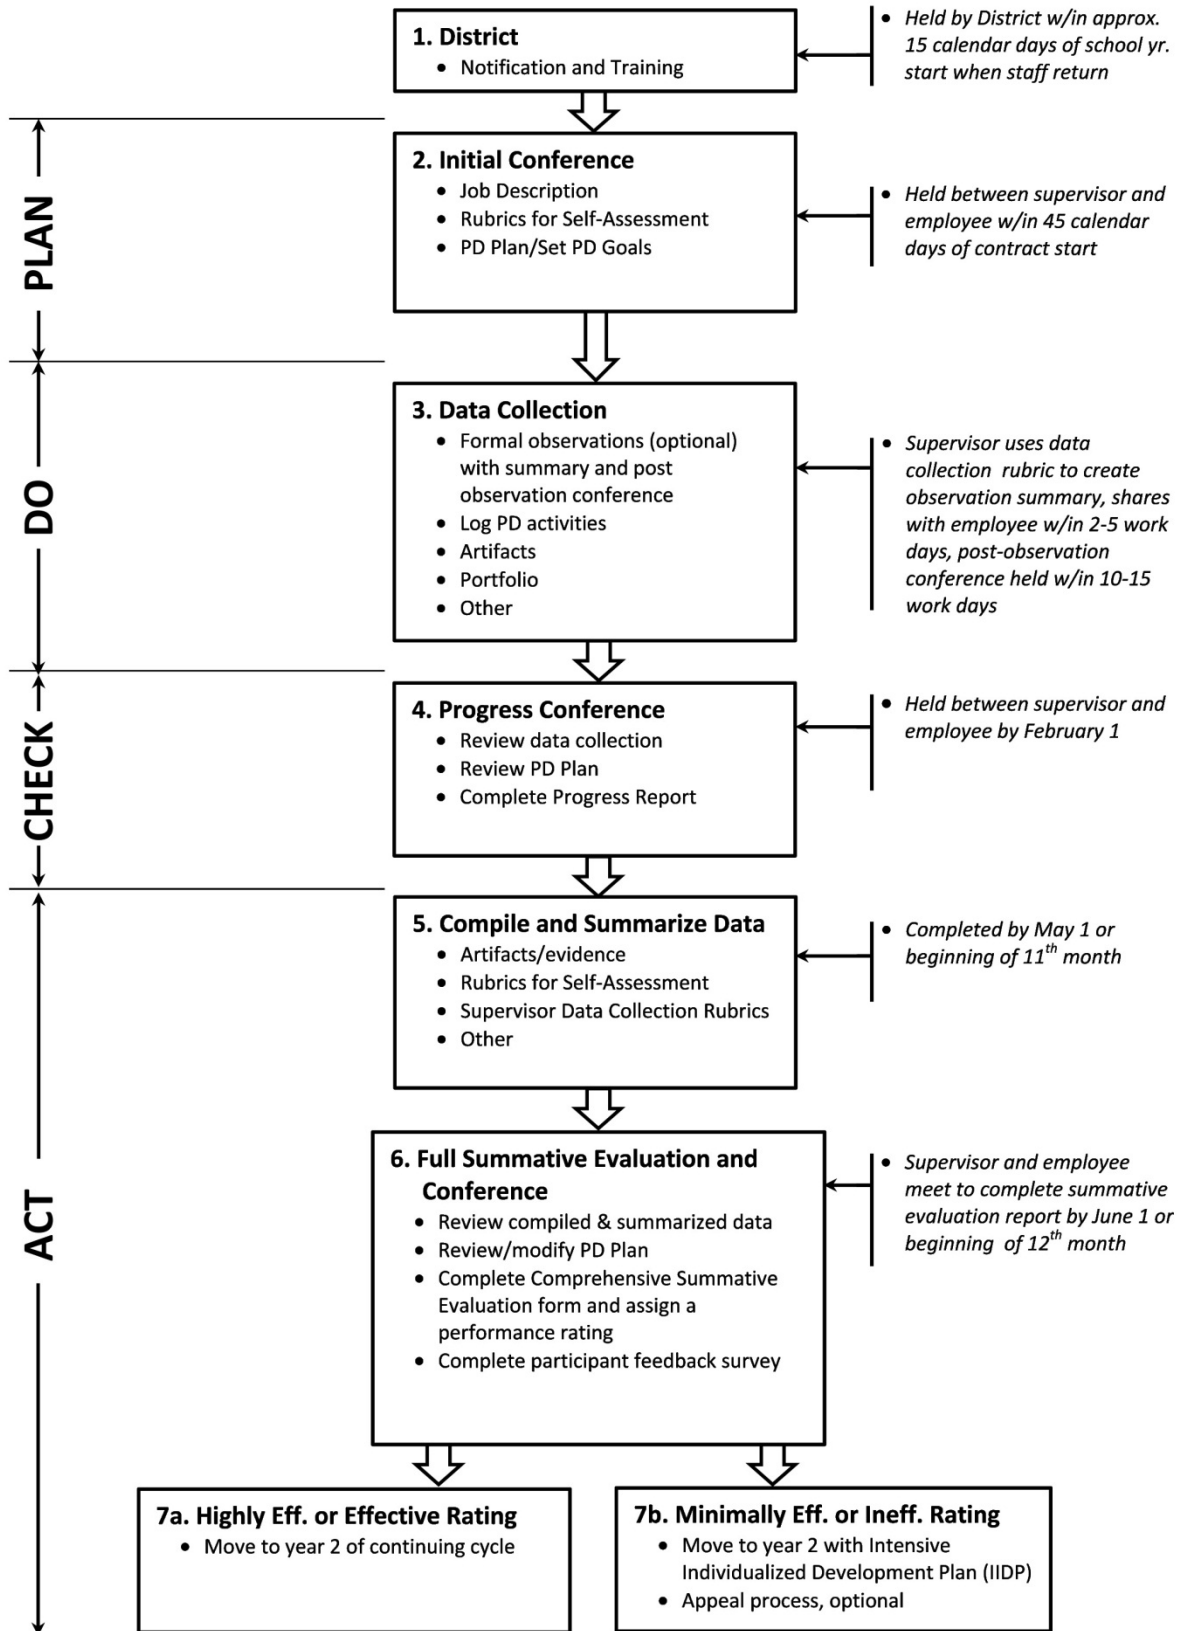 1. District
• Notification and Training
• Held by District w/in approx.
15 calendar days of school yr.
start when staff return
PLAN
2. Initial Conference
• Job Description
• Rubrics for Self-Assessment
• PD Plan/Set PD Goals
• Held between supervisor and
employee w/in 45 calendar
days of contract start
DO
3. Data Collection
• Formal observations (optional)
with summary and post
observation conference
• Log PD activities
• Artifacts
• Portfolio
• Other
• Supervisor uses data
collection rubric to create
observation summary, shares
with employee w/in 2-5 work
days, post-observation
conference held w/in 10-15
work days
CHECK
4. Progress Conference
• Review data collection
• Review PD Plan
• Complete Progress Report
• Held between supervisor and
employee by February 1
ACT
5. Compile and Summarize Data
• Artifacts/evidence
• Rubrics for Self-Assessment
• Supervisor Data Collection Rubrics
• Other
• Completed by May 1 or
beginning of 11th month
6. Full Summative Evaluation and
Conference
• Review compiled & summarized data
• Review/modify PD Plan
• Complete Comprehensive Summative
Evaluation form and assign a
performance rating
• Complete participant feedback survey
• Supervisor and employee
meet to complete summative
evaluation report by June 1 or
beginning of 12th month
7a. Highly Eff. or Effective Rating
• Move to year 2 of continuing cycle
7b. Minimally Eff. or Ineff. Rating
• Move to year 2 with Intensive
Individualized Development Plan (IIDP)
• Appeal process, optional